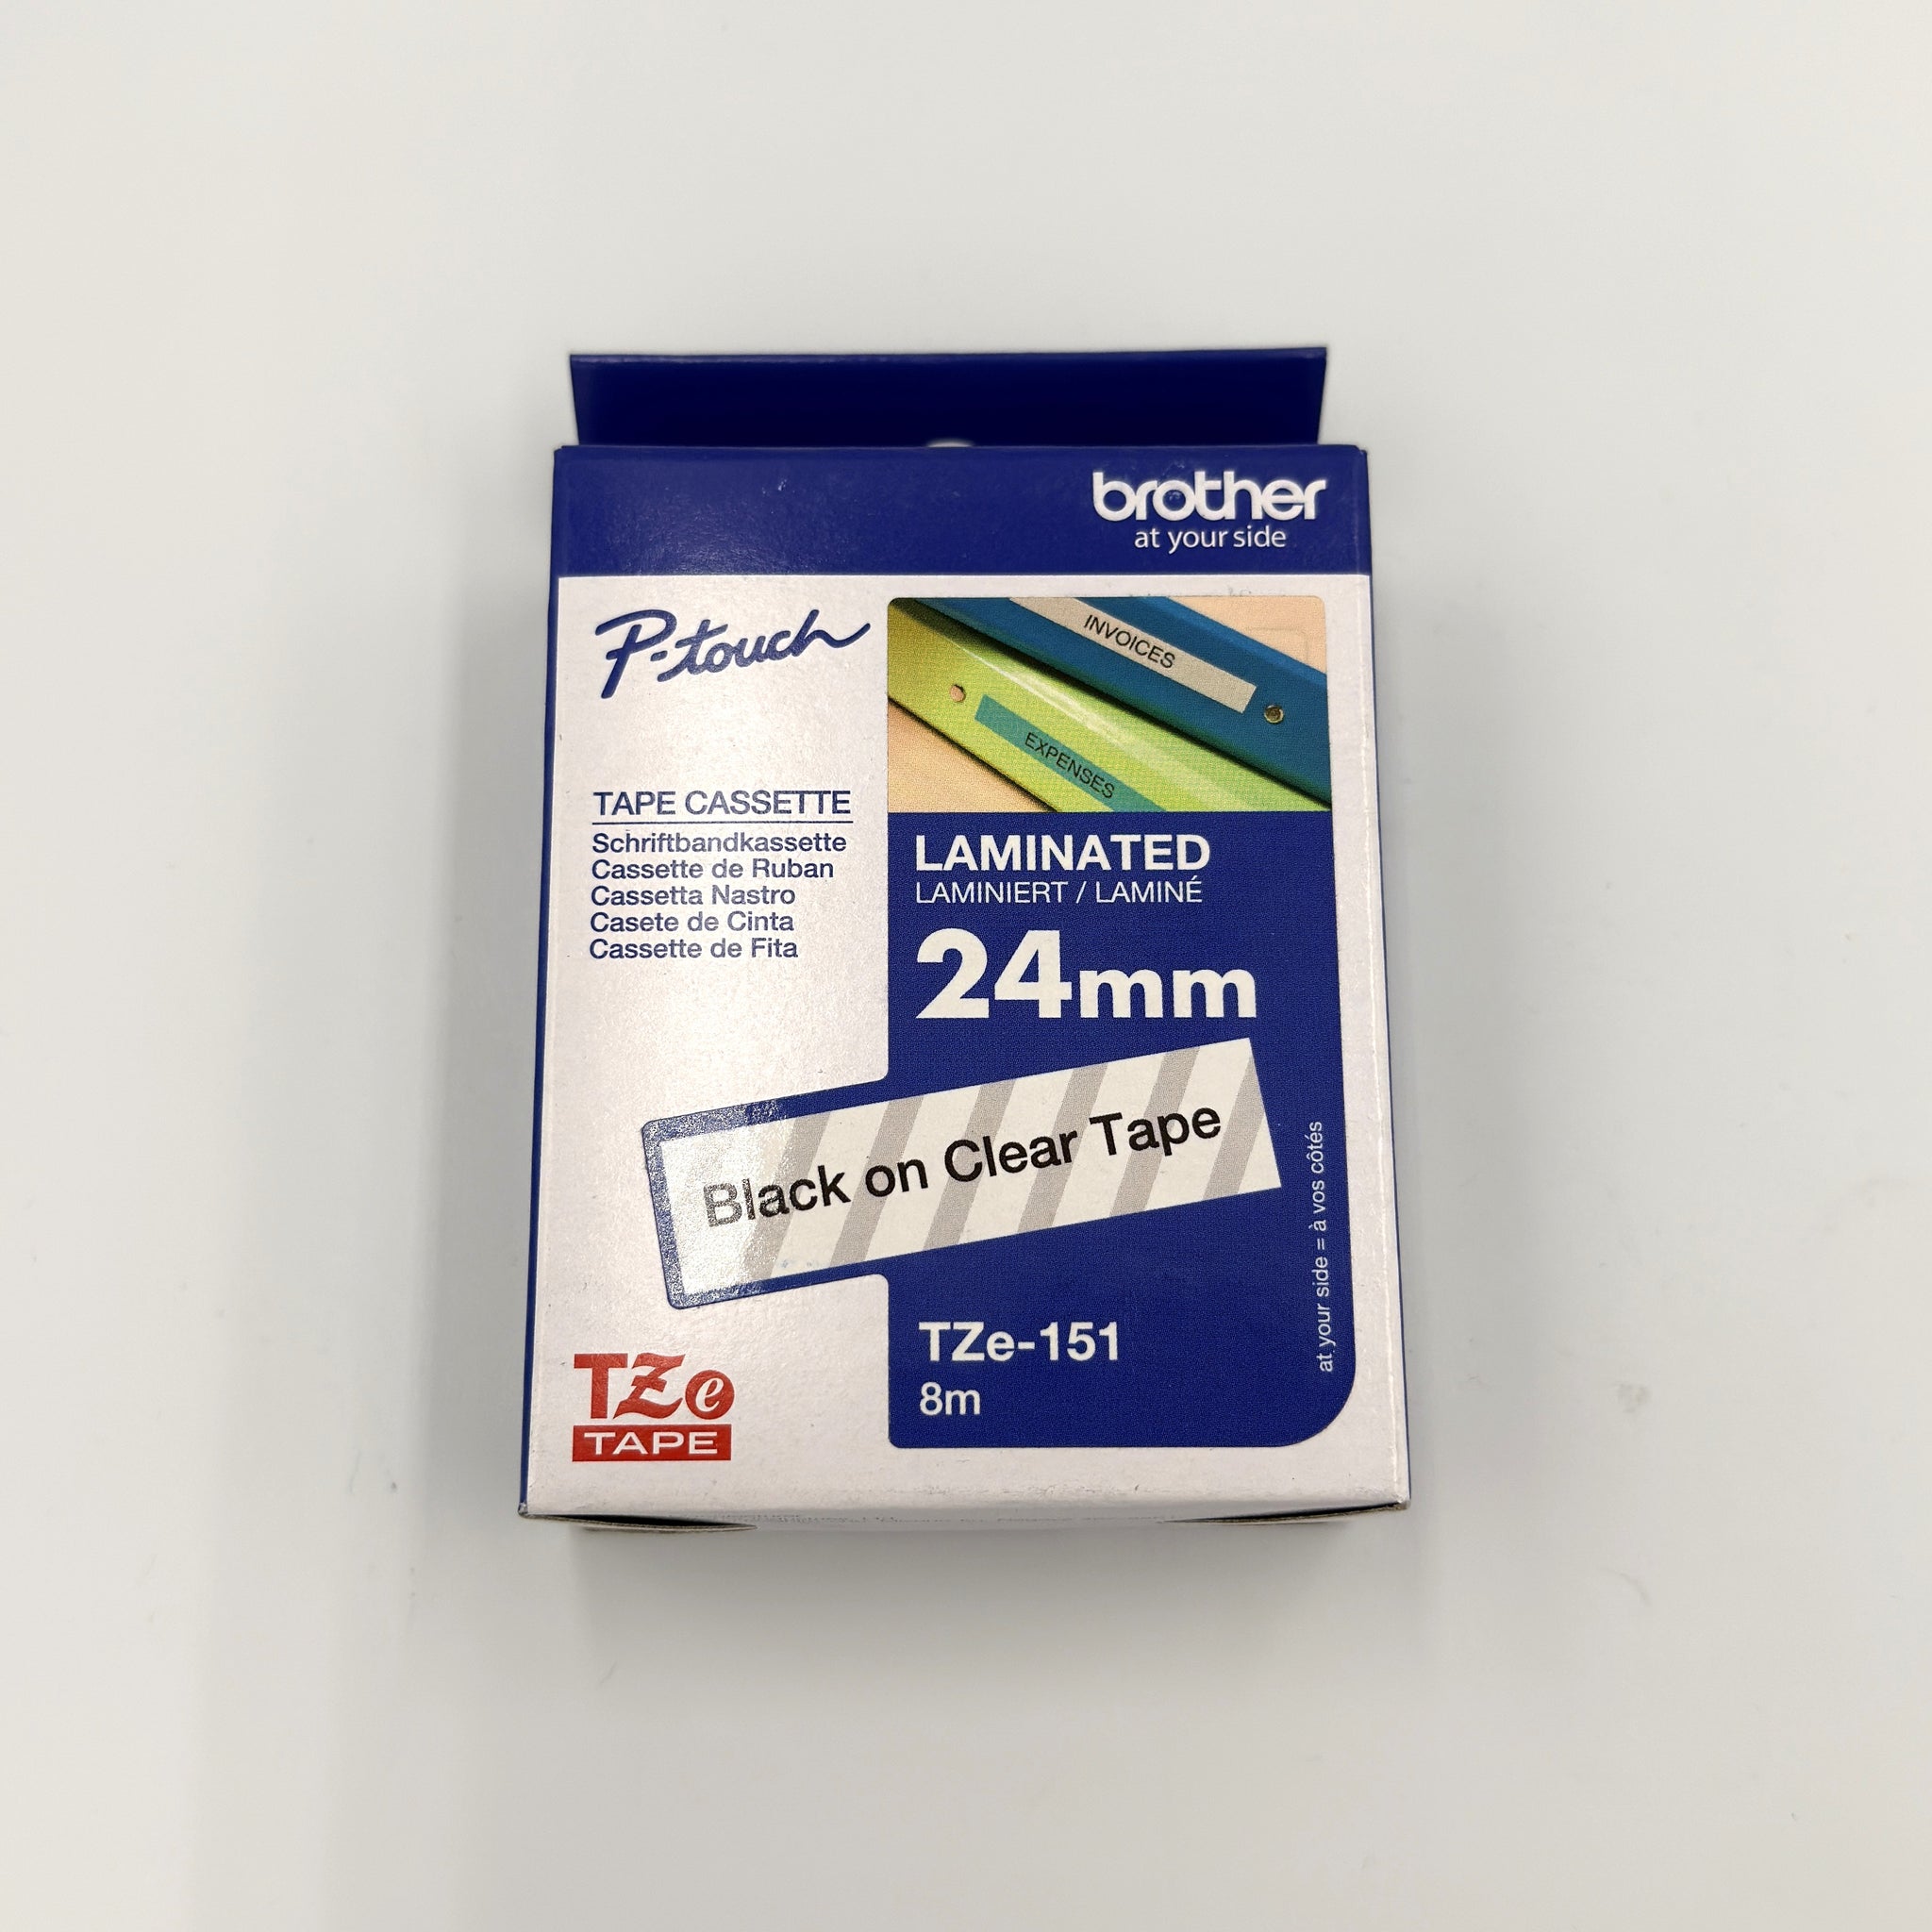 brother
at your side
P-touch
INVOICES
EXPENSES
TAPE CASSETTE
Schriftbandkassette
Cassette de Ruban
Cassetta Nastro
Casete de Cinta
Cassette de Fita
LAMINATED
LAMINIERT / LAMINÉ
24mm
Black on Clear Tape
at your side = à vos côtés
TZe-151
8m
TZe
TAPE